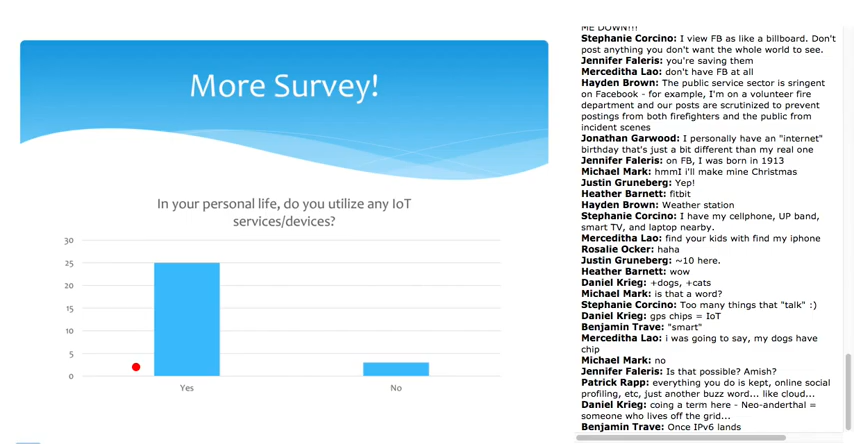 More Survey!
In your personal life, do you utilize any IoT
services/devices?
30
25
20
15
10
5
0
Yes
No
ME DOWN!!!
Stephanie Corcino: I view FB as like a billboard. Don't
post anything you don't want the whole world to see.
Jennifer Faleris: you're saving them
Merceditha Lao: don't have FB at all
Hayden Brown: The public service sector is sringent
on Facebook - for example, I'm on a volunteer fire
department and our posts are scrutinized to prevent
postings from both firefighters and the public from
incident scenes
Jonathan Garwood: I personally have an "internet"
birthday that's just a bit different than my real one
Jennifer Faleris: on FB, I was born in 1913
Michael Mark: hmmI i'll make mine Christmas
Justin Gruneberg: Yep!
Heather Barnett: fitbit
Hayden Brown: Weather station
Stephanie Corcino: I have my cellphone, UP band,
smart TV, and laptop nearby.
Merceditha Lao: find your kids with find my iphone
Rosalie Ocker: haha
Justin Gruneberg: ~10 here.
Heather Barnett: wow
Daniel Krieg: +dogs, +cats
Michael Mark: is that a word?
Stephanie Corcino: Too many things that "talk" :)
Daniel Krieg: gps chips = IoT
Benjamin Trave: "smart"
Merceditha Lao: i was going to say, my dogs have
chip
Michael Mark: no
Jennifer Faleris: Is that possible? Amish?
Patrick Rapp: everything you do is kept, online social
profiling, etc, just another buzz word... like cloud...
Daniel Krieg: coing a term here - Neo-anderthal =
someone who lives off the grid...
Benjamin Trave: Once IPv6 lands